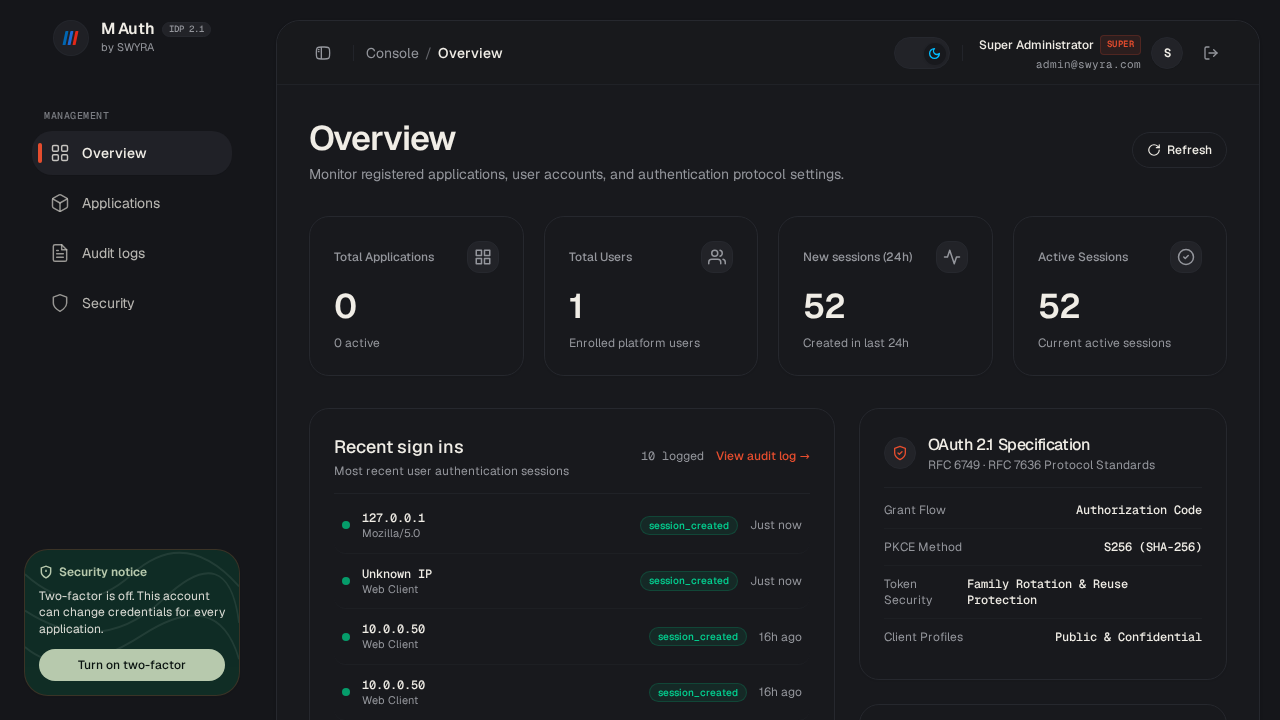 M Auth IDP 2.1
by SWYRA
MANAGEMENT
Overview
Applications
Audit logs
Security
Security notice
Two-factor is off. This account
can change credentials for every
application.
Turn on two-factor
Console / Overview
Super Administrator SUPER
admin@swyra.com
S
Overview
Monitor registered applications, user accounts, and authentication protocol settings.
Refresh
Total Applications
0
0 active
Total Users
1
Enrolled platform users
New sessions (24h)
52
Created in last 24h
Active Sessions
52
Current active sessions
Recent sign ins
Most recent user authentication sessions
10 logged View audit log →
127.0.0.1
Mozilla/5.0
session_created Just now
Unknown IP
Web Client
session_created Just now
10.0.0.50
Web Client
session_created 16h ago
10.0.0.50
Web Client
session_created 16h ago
OAuth 2.1 Specification
RFC 6749 · RFC 7636 Protocol Standards
Grant Flow Authorization Code
PKCE Method S256 (SHA-256)
Token Family Rotation & Reuse
Security Protection
Client Profiles Public & Confidential